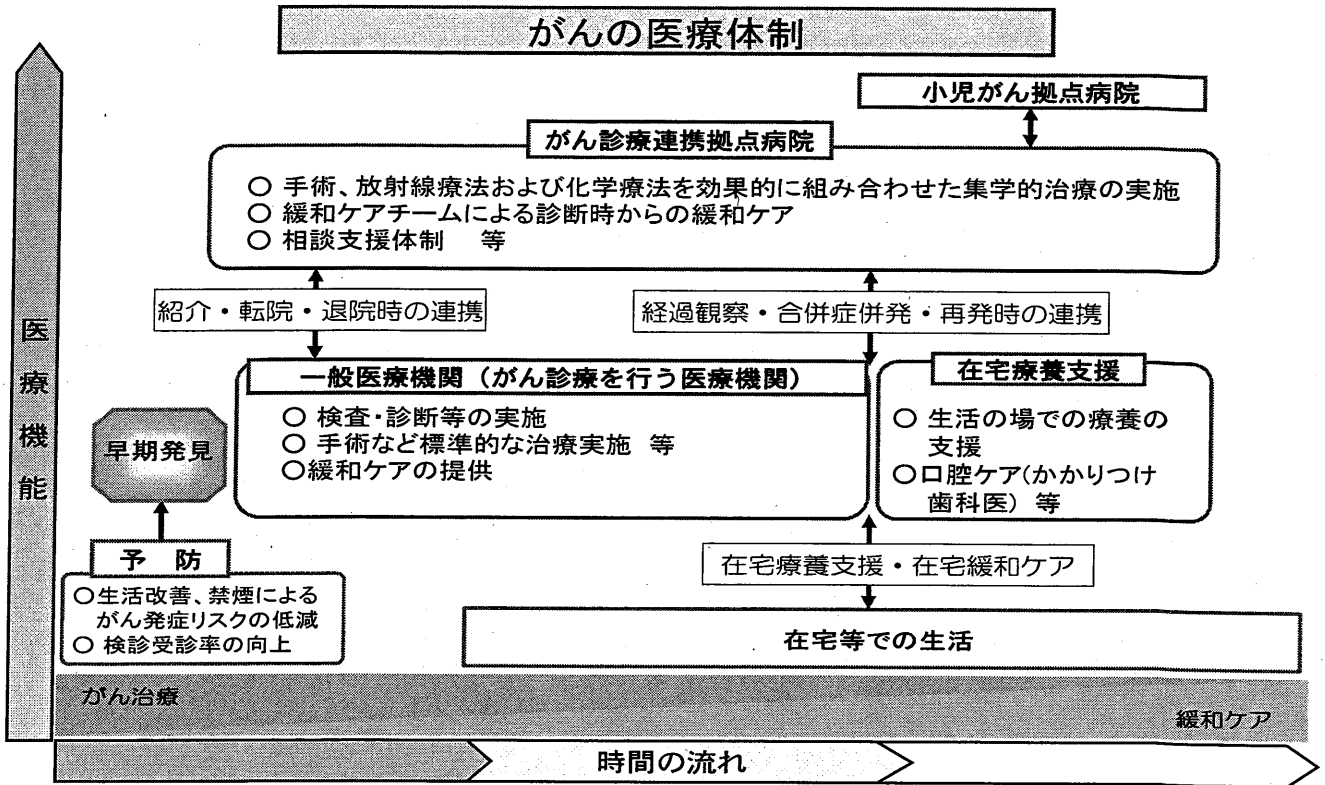 がんの医療体制
小児がん拠点病院
がん診療連携拠点病院
○ 手術、放射線療法および化学療法を効果的に組み合わせた集学的治療の実施
○ 緩和ケアチームによる診断時からの緩和ケア
○ 相談支援体制　等
紹介・転院・退院時の連携
経過観察・合併症併発・再発時の連携
医療機能
一般医療機関（がん診療を行う医療機関）
○ 検査・診断等の実施
○ 手術など標準的な治療実施 等
○緩和ケアの提供
在宅療養支援
○ 生活の場での療養の
支援
○口腔ケア(かかりつけ
歯科医）等
早期発見
予　防
○生活改善、禁煙による
がん発症リスクの低減
○ 検診受診率の向上
在宅療養支援・在宅緩和ケア
在宅等での生活
がん治療
緩和ケア
時間の流れ